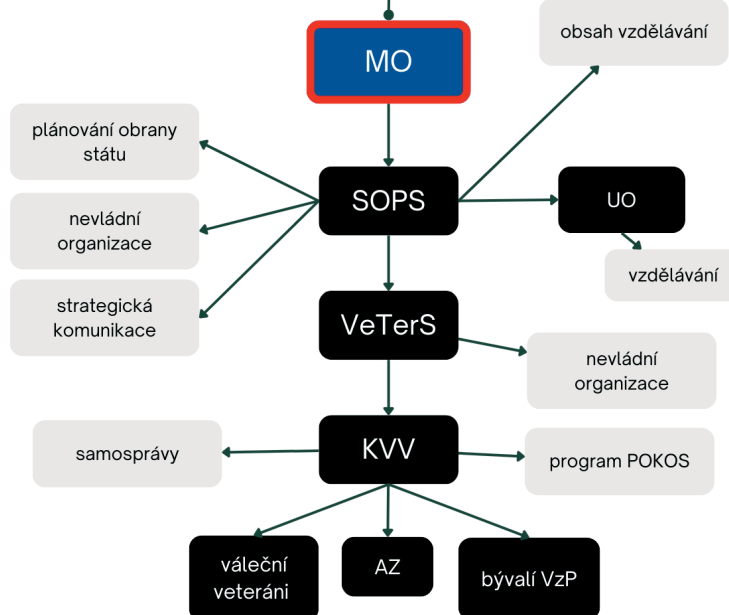 obsah vzdělávání
MO
plánování obrany
státu
SOPS
UO
nevládní
organizace
vzdělávání
strategická
komunikace
VeTerS
nevládní
organizace
samosprávy
KVV
program POKOS
váleční
veteráni
AZ
bývalí VzP